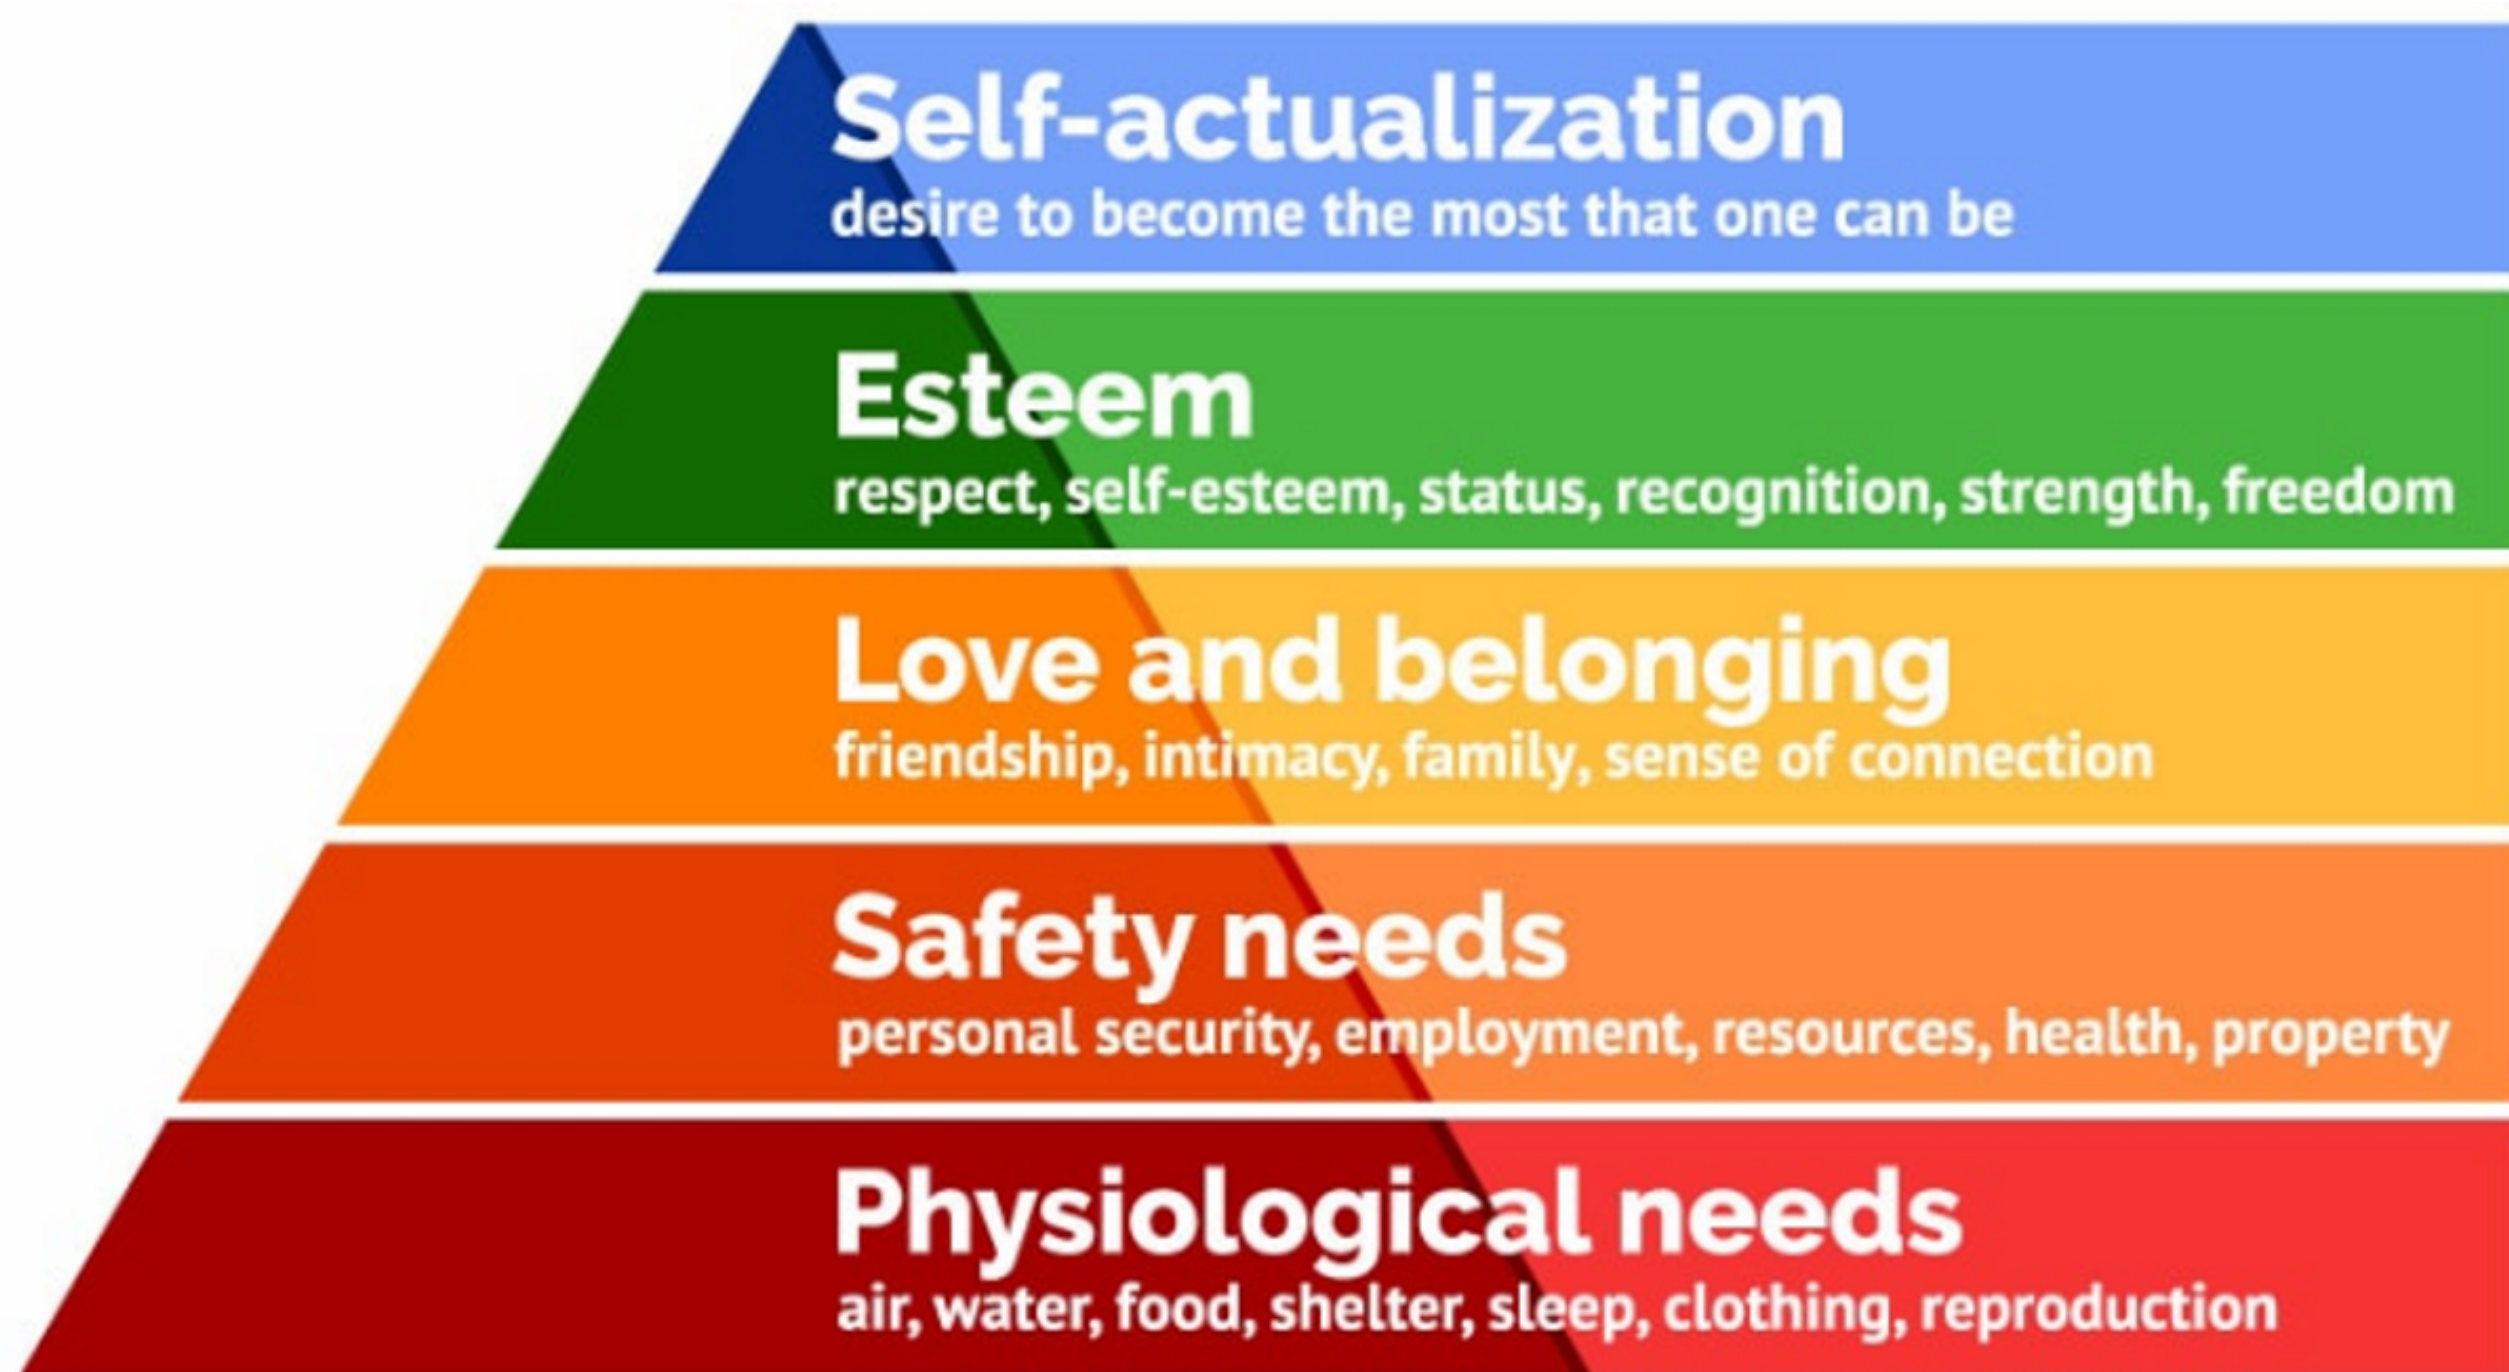 Self-actualization
desire to become the most that one can be
Esteem
respect, self-esteem, status, recognition, strength, freedom
Love and belonging
friendship, intimacy, family, sense of connection
Safety needs
personal security, employment, resources, health, property
Physiological needs
air, water, food, shelter, sleep, clothing, reproduction